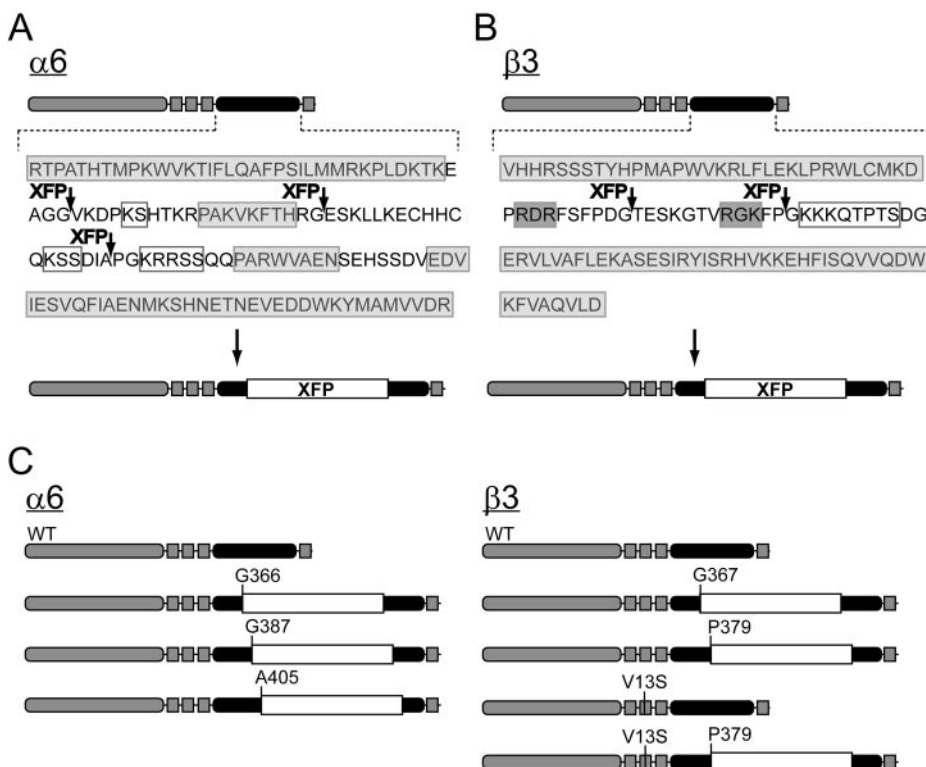 A
α6
RTPATHTMPKWVKTIFLQAFPSILMMRKPLDKTKE
XFP XFP
AGGVKDPKSHTKRPAKVKFTHRGESKLLKECHHC
XFP
QKSSDIAPGKRRSSQQPARWVAENSEHSSDVEDV
IESVQFIAENMKSHNETNEVEDDWKYMAMVVDR
XFP
B
β3
VHHRSSSTYHPMAPWVKRLFLEKLPRWLCMKD
XFP XFP
PRDRFSFPDGTESKGTVRGKFPGKKKQTPTSDG
ERVLVAFLEKASESIRYISRHVKKEHFISQVVQDW
KFVAQVLD
XFP
C
α6
WT
G366
G387
A405
β3
WT
G367
P379
V13S
V13S P379